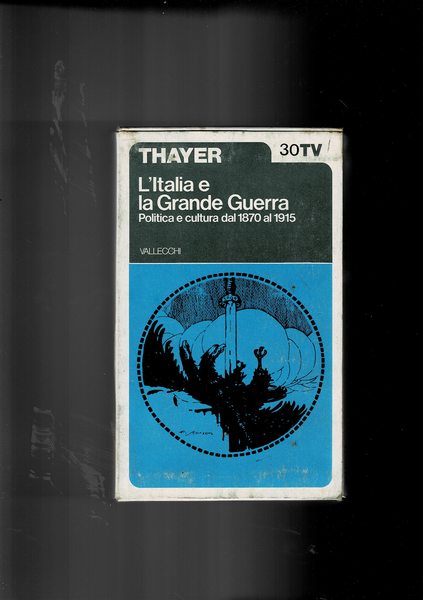 THAYER
30TV
L'Italia e
la Grande Guerra
Politica e cultura dal 1870 al 1915
VALLECCHI